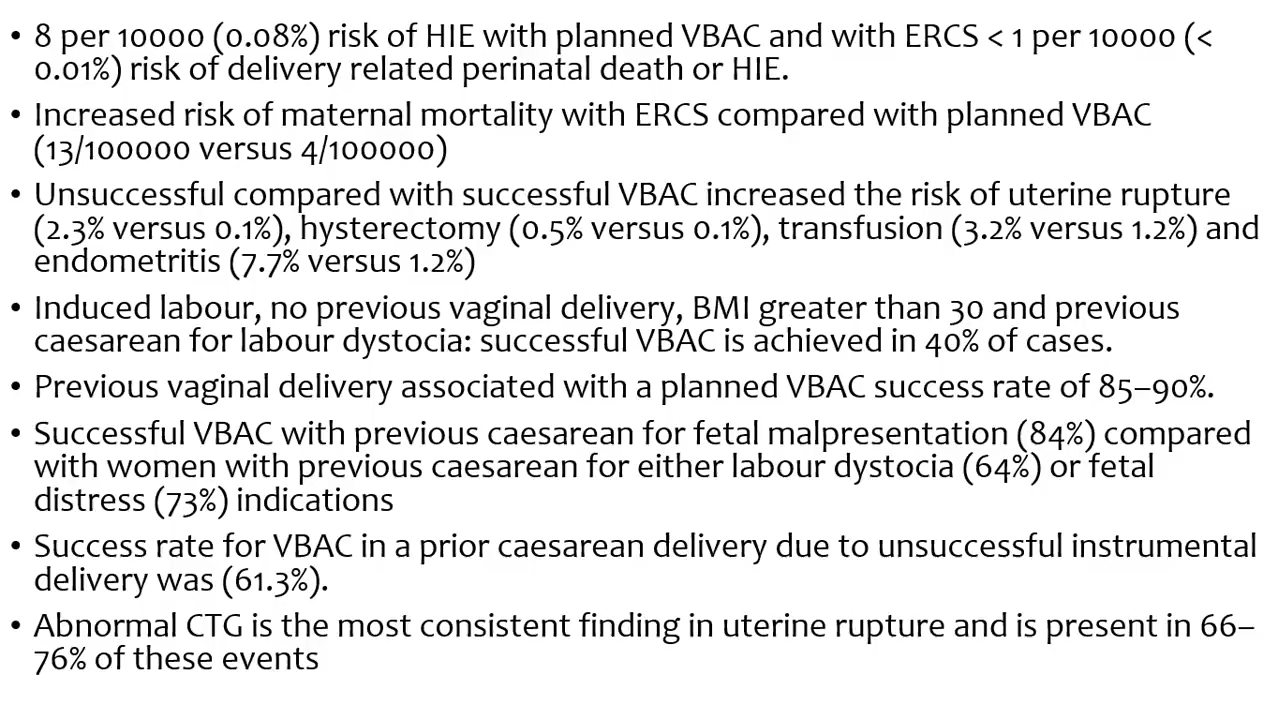 • 8 per 10000 (0.08%) risk of HIE with planned VBAC and with ERCS < 1 per 10000 (<
0.01%) risk of delivery related perinatal death or HIE.
• Increased risk of maternal mortality with ERCS compared with planned VBAC
(13/100000 versus 4/100000)
• Unsuccessful compared with successful VBAC increased the risk of uterine rupture
(2.3% versus 0.1%), hysterectomy (0.5% versus 0.1%), transfusion (3.2% versus 1.2%) and
endometritis (7.7% versus 1.2%)
• Induced labour, no previous vaginal delivery, BMI greater than 30 and previous
caesarean for labour dystocia: successful VBAC is achieved in 40% of cases.
• Previous vaginal delivery associated with a planned VBAC success rate of 85–90%.
• Successful VBAC with previous caesarean for fetal malpresentation (84%) compared
with women with previous caesarean for either labour dystocia (64%) or fetal
distress (73%) indications
• Success rate for VBAC in a prior caesarean delivery due to unsuccessful instrumental
delivery was (61.3%).
• Abnormal CTG is the most consistent finding in uterine rupture and is present in 66–
76% of these events